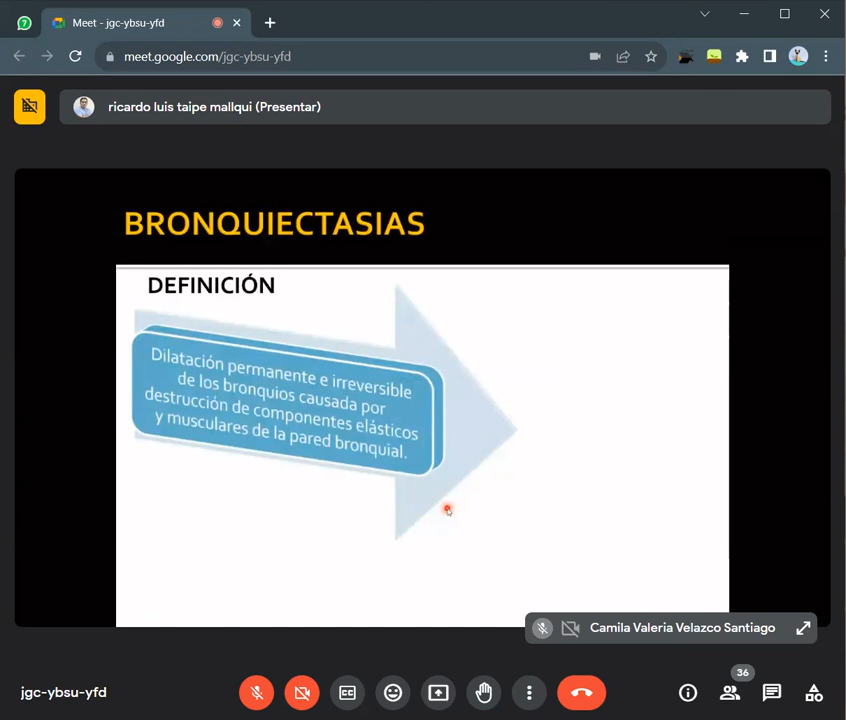 7
Meet - jgc-ybsu-yfd
meet.google.com/jgc-ybsu-yfd
ricardo luis taipe mallqui (Presentar)
BRONQUIECTASIAS
DEFINICIÓN
Dilatación permanente e irreversible
de los bronquios causada por
destrucción de componentes elásticos
y musculares de la pared bronquial.
Camila Valeria Velazco Santiago
36
jgc-ybsu-yfd
CC